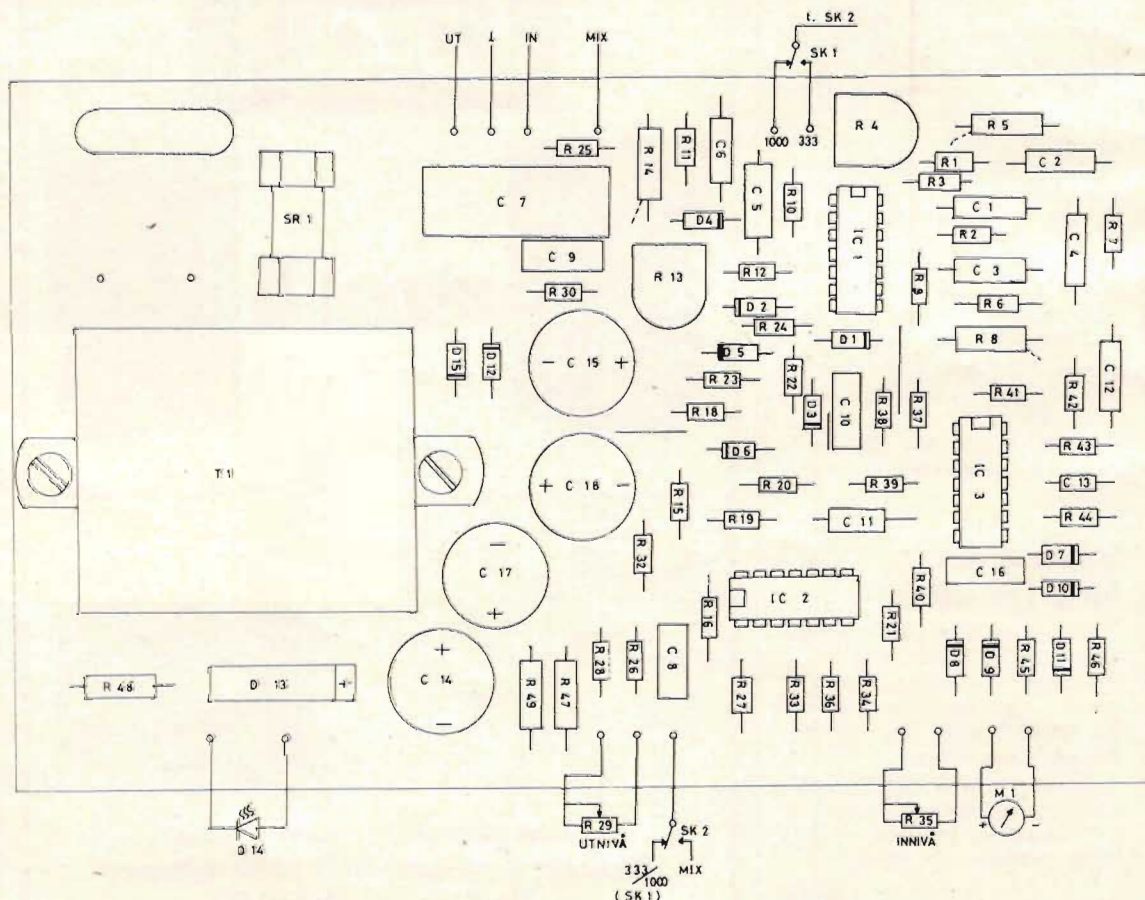 t. SK 2
UT ⊥ IN MIX
SK 1
1000 333
R 4
R 5
R 25
R 14
R 11
C 6
R 1
C 2
R 3
SR 1
C 7
C 5
R 10
IC 1
C 1
D 4
R 2
C 4
R 7
C 9
R 13
R 12
C 3
R 30
R 9
D 2
R 6
R 24
D 1
R 8
D 15
D 12
- C 15 +
D 5
R 22
C 12
R 23
D 3
C 10
R 38
R 37
R 41
R 42
R 18
D 6
R 43
+ C 18 -
R 20
R 39
IC 3
C 13
R 15
R 19
C 11
R 44
R 32
D 7
- C 17 +
C 16
IC 2
R 40
D 10
R 16
R 21
+ C 14 -
R 28
R 26
C 8
D 8
D 9
R 45
D 11
R 46
R 48
D 13 +
R 49
R 47
R 27
R 33
R 36
R 34
M 1
+ -
D 14
R 29
SK 2
R 35
UTNIVÅ
INNIVÅ
333/1000 MIX
(SK 1)